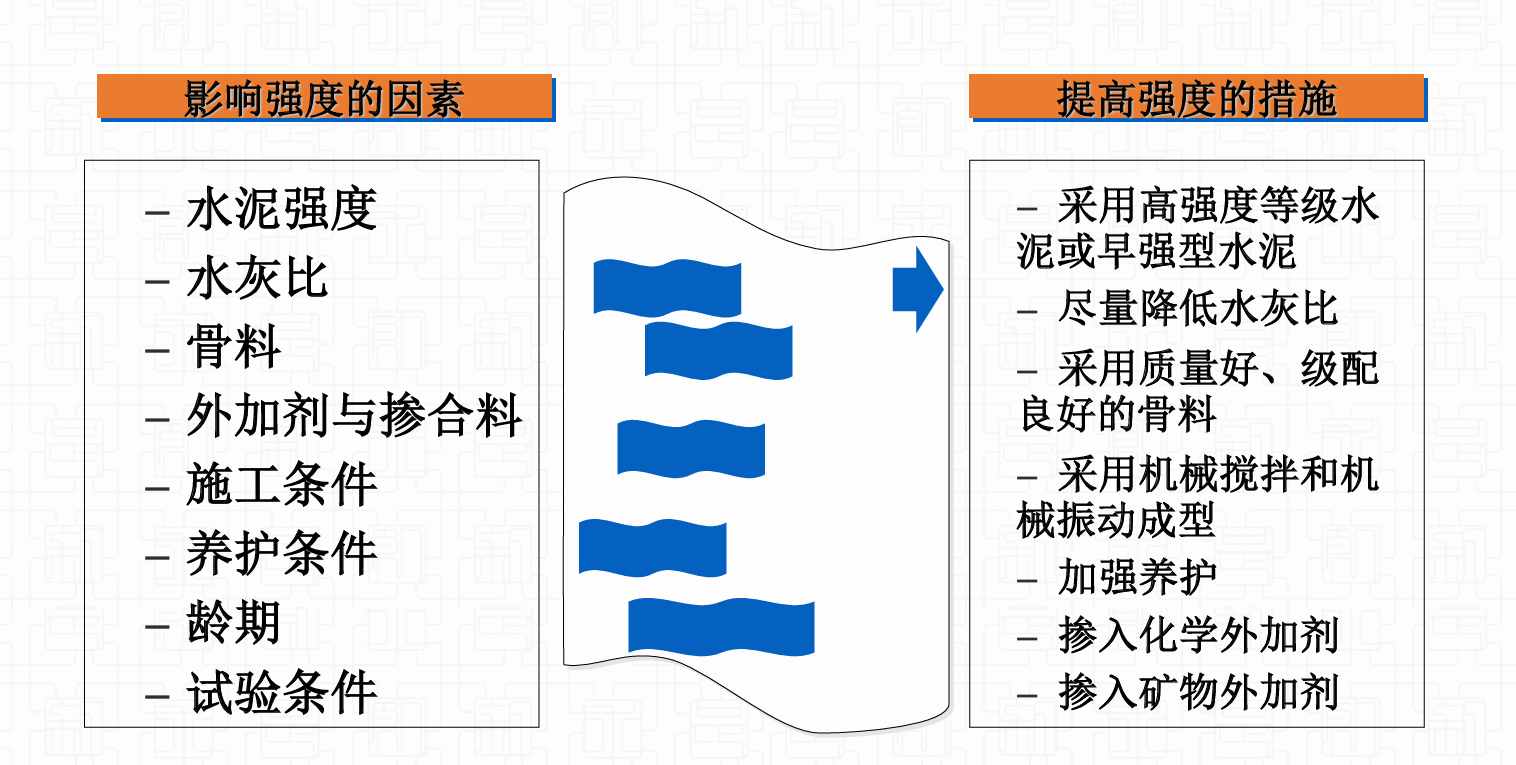 影响强度的因素
– 水泥强度
– 水灰比
– 骨料
– 外加剂与掺合料
– 施工条件
– 养护条件
– 龄期
– 试验条件
提高强度的措施
– 采用高强度等级水
泥或早强型水泥
– 尽量降低水灰比
– 采用质量好、级配
良好的骨料
– 采用机械搅拌和机
械振动成型
– 加强养护
– 掺入化学外加剂
– 掺入矿物外加剂